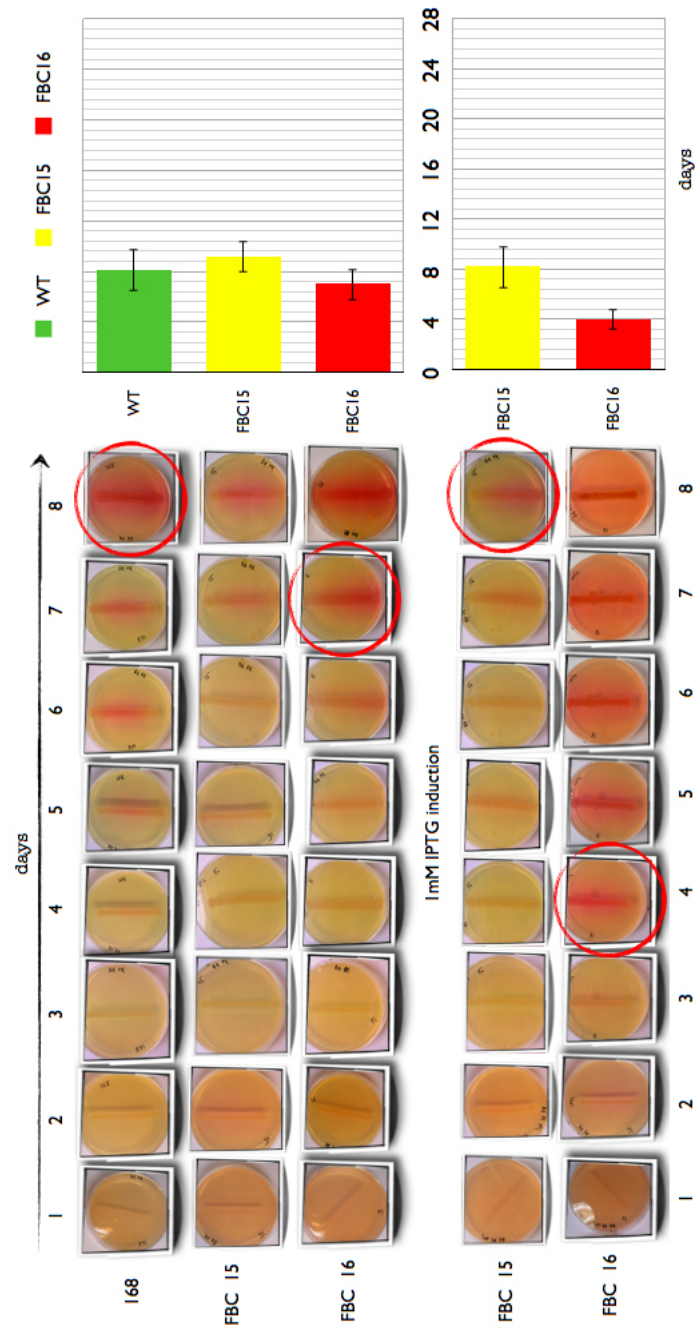 days
1 2 3 4 5 6 7 8
WT FBC15 FBC16
168
FBC 15
FBC 16
WT
FBC15
FBC16
1mM IPTG induction
FBC 15
FBC 16
1 2 3 4 5 6 7 8
FBC15
FBC16
0 4 8 12 16 20 24 28
days